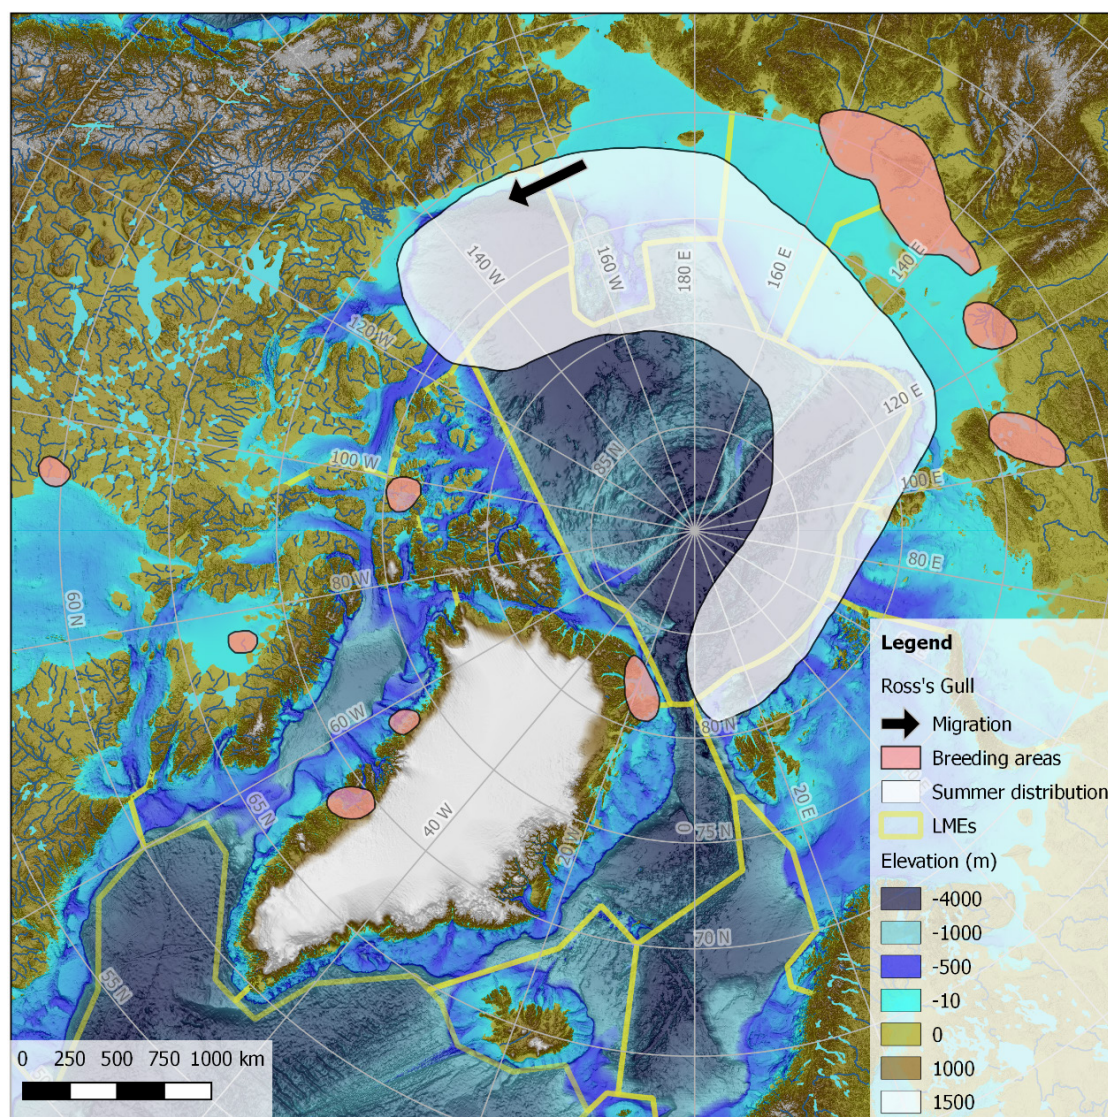 140 W
160 W
180 E
160 E
140 E
120 W
120 E
85 N
100 W
100 E
80 W
80 E
60 N
60 W
80 N
65 N
40 W
20 W
0
75 N
20 E
70 N
55 N
Legend
Ross's Gull
Migration
Breeding areas
Summer distribution
LMEs
Elevation (m)
-4000
-1000
-500
-10
0
1000
1500
0 250 500 750 1000 km